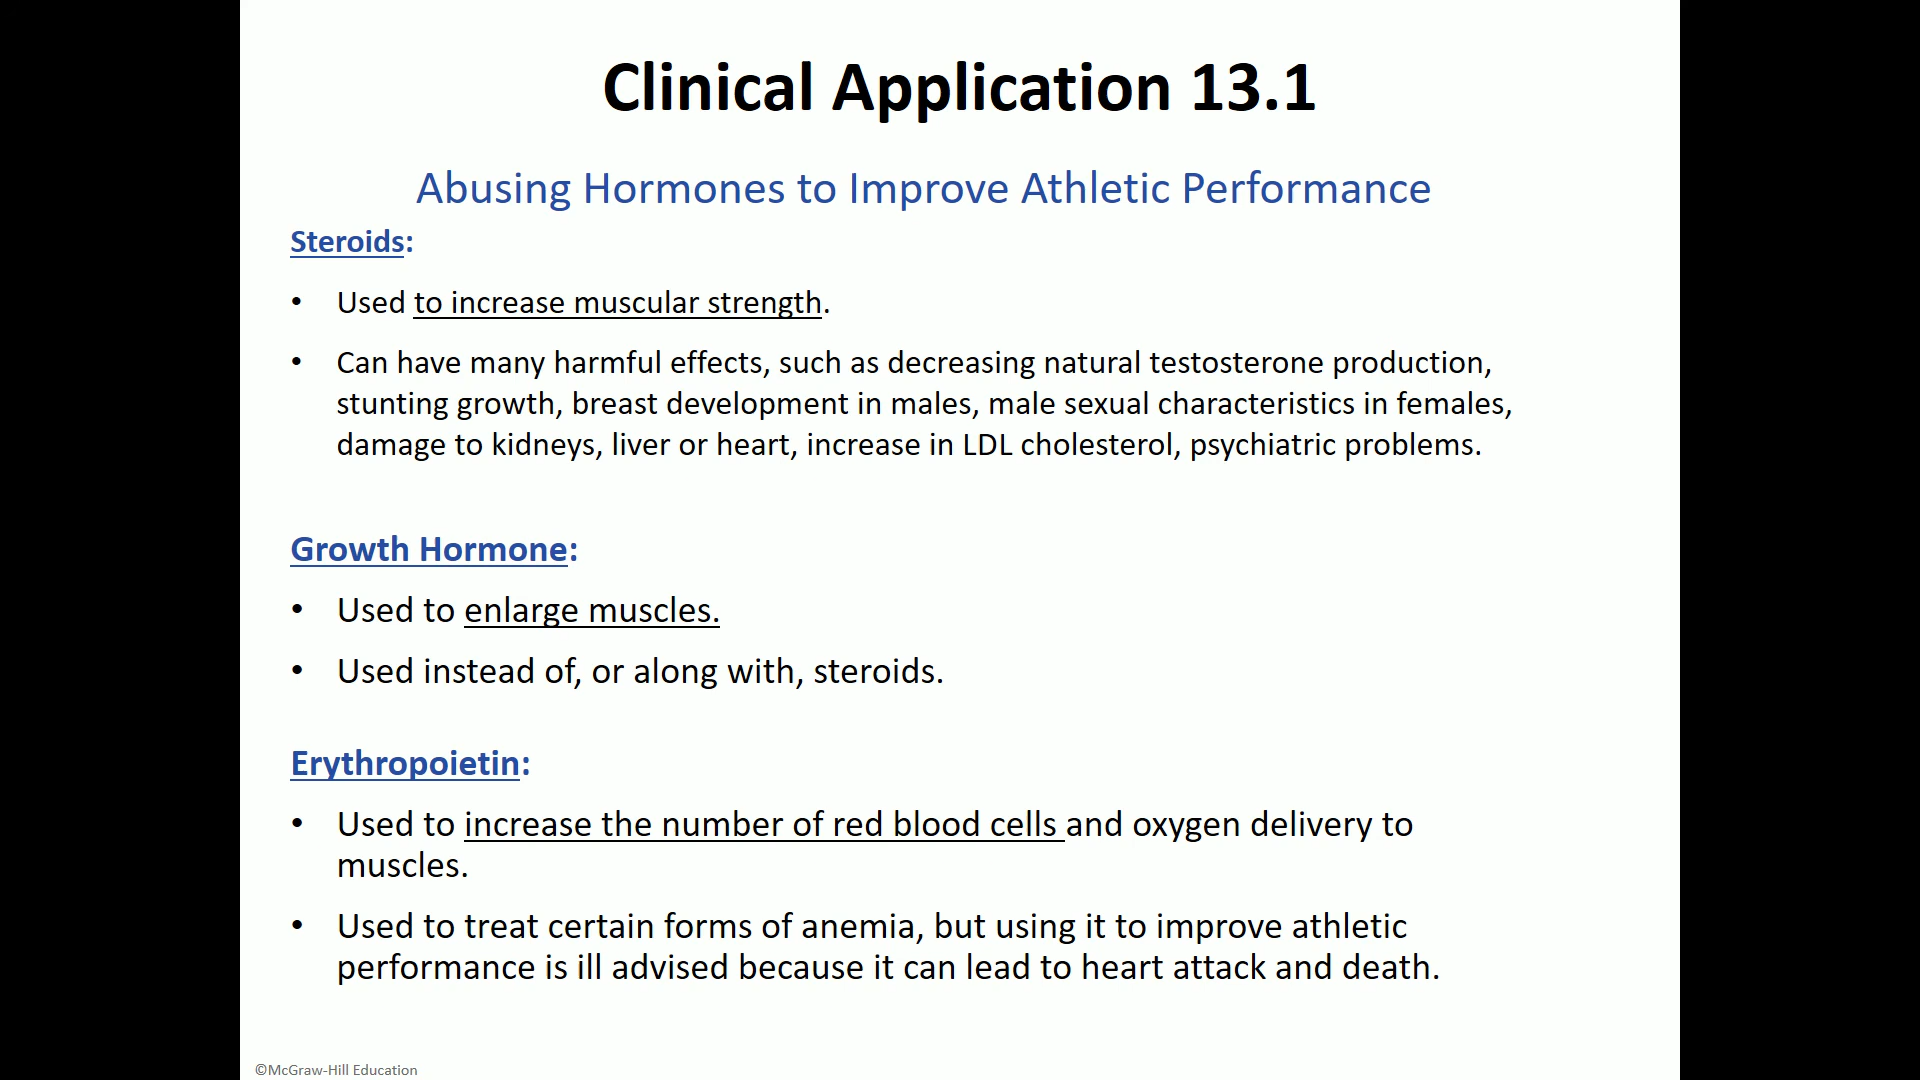 Clinical Application 13.1
Abusing Hormones to Improve Athletic Performance
Steroids:
• Used to increase muscular strength.
• Can have many harmful effects, such as decreasing natural testosterone production,
stunting growth, breast development in males, male sexual characteristics in females,
damage to kidneys, liver or heart, increase in LDL cholesterol, psychiatric problems.
Growth Hormone:
• Used to enlarge muscles.
• Used instead of, or along with, steroids.
Erythropoietin:
• Used to increase the number of red blood cells and oxygen delivery to
muscles.
• Used to treat certain forms of anemia, but using it to improve athletic
performance is ill advised because it can lead to heart attack and death.
©McGraw-Hill Education